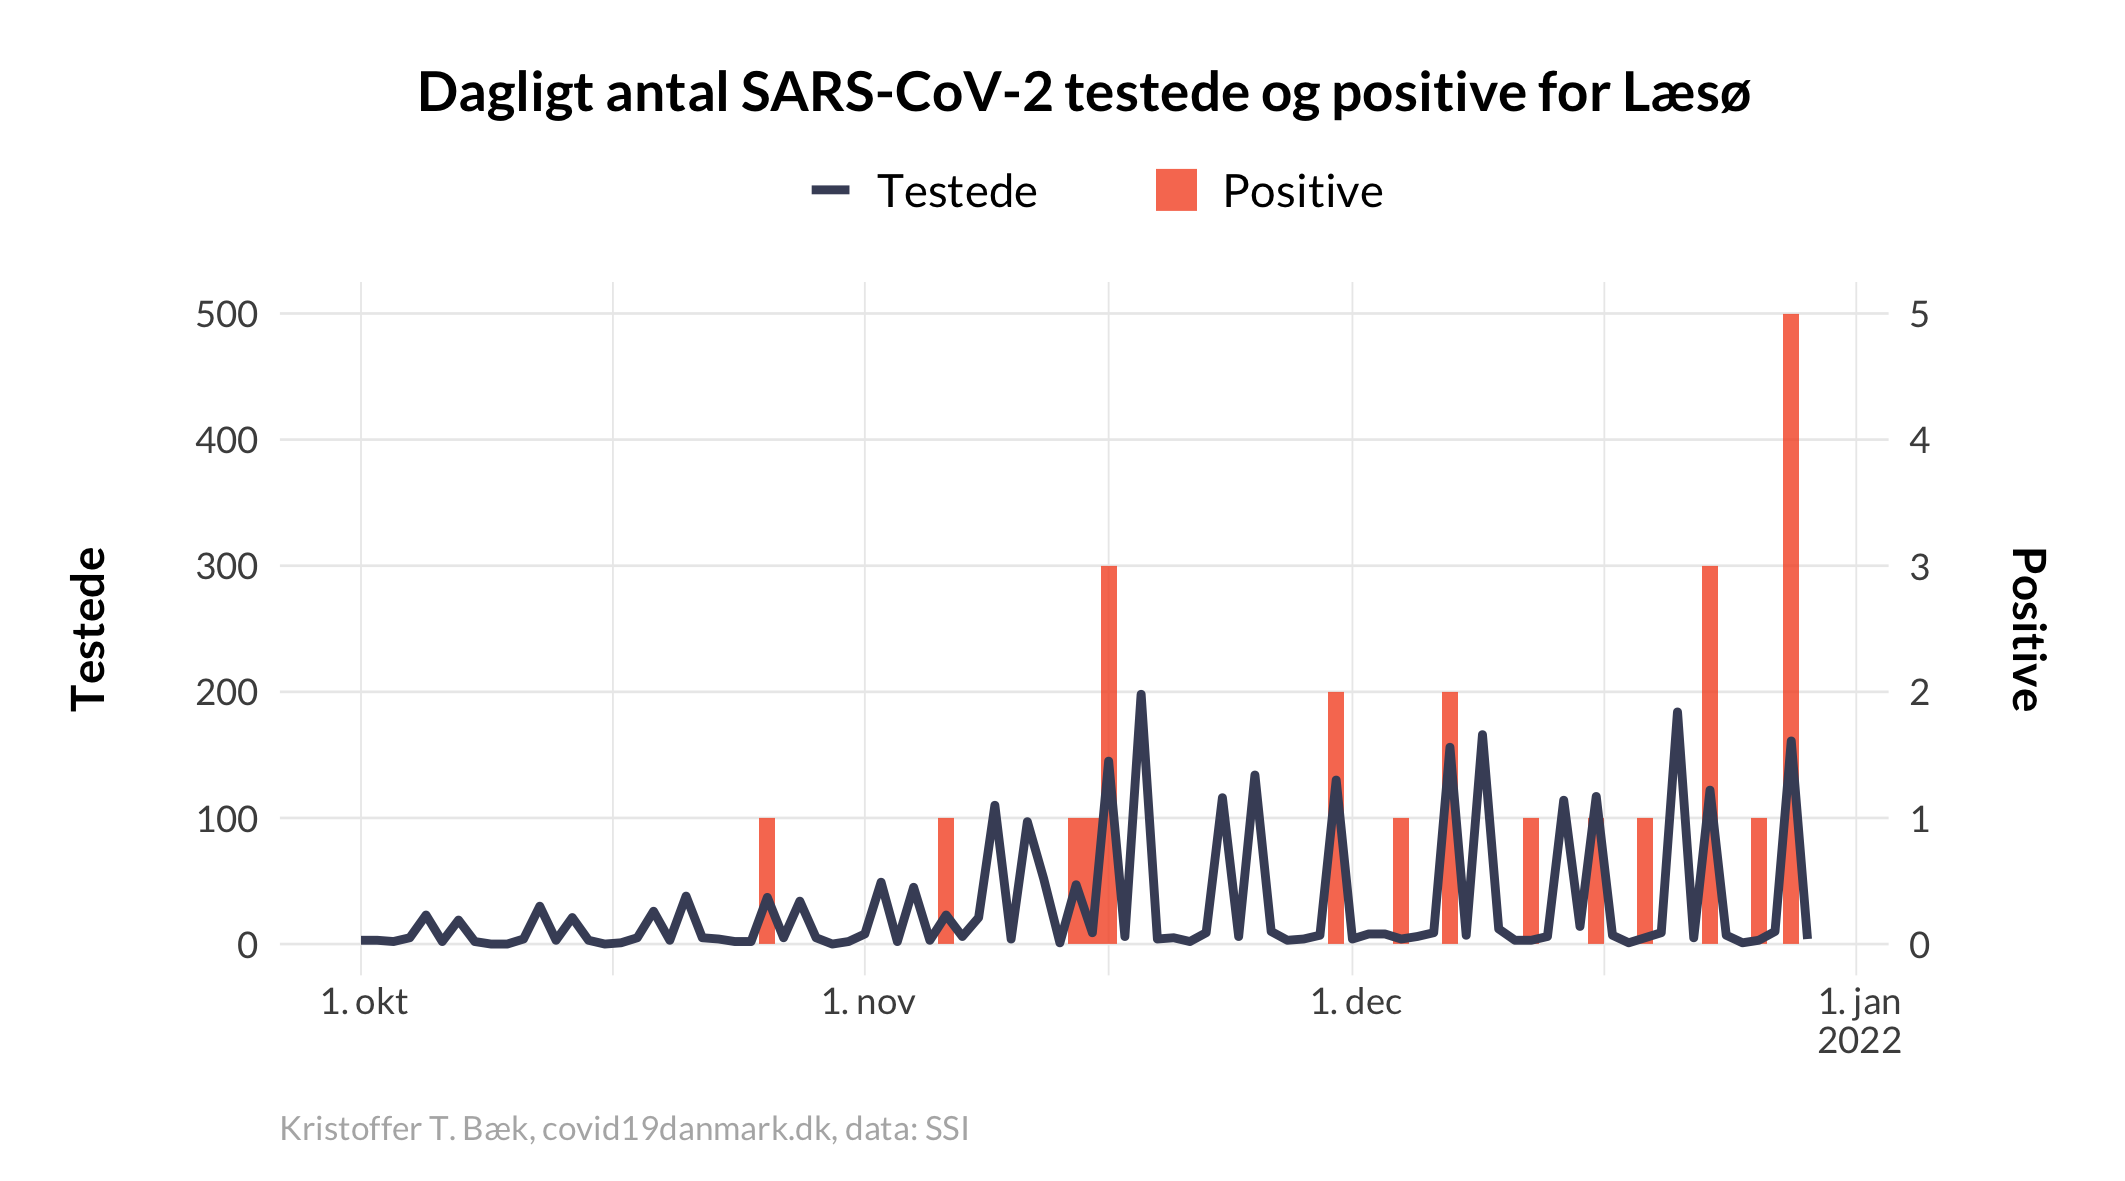 Dagligt antal SARS-CoV-2 testede og positive for Læsø
Testede
Positive
500
400
300
200
100
0
5
4
3
2
1
0
Testede
Positive
1. okt
1. nov
1. dec
1. jan
2022
Kristoffer T. Bæk, covid19danmark.dk, data: SSI